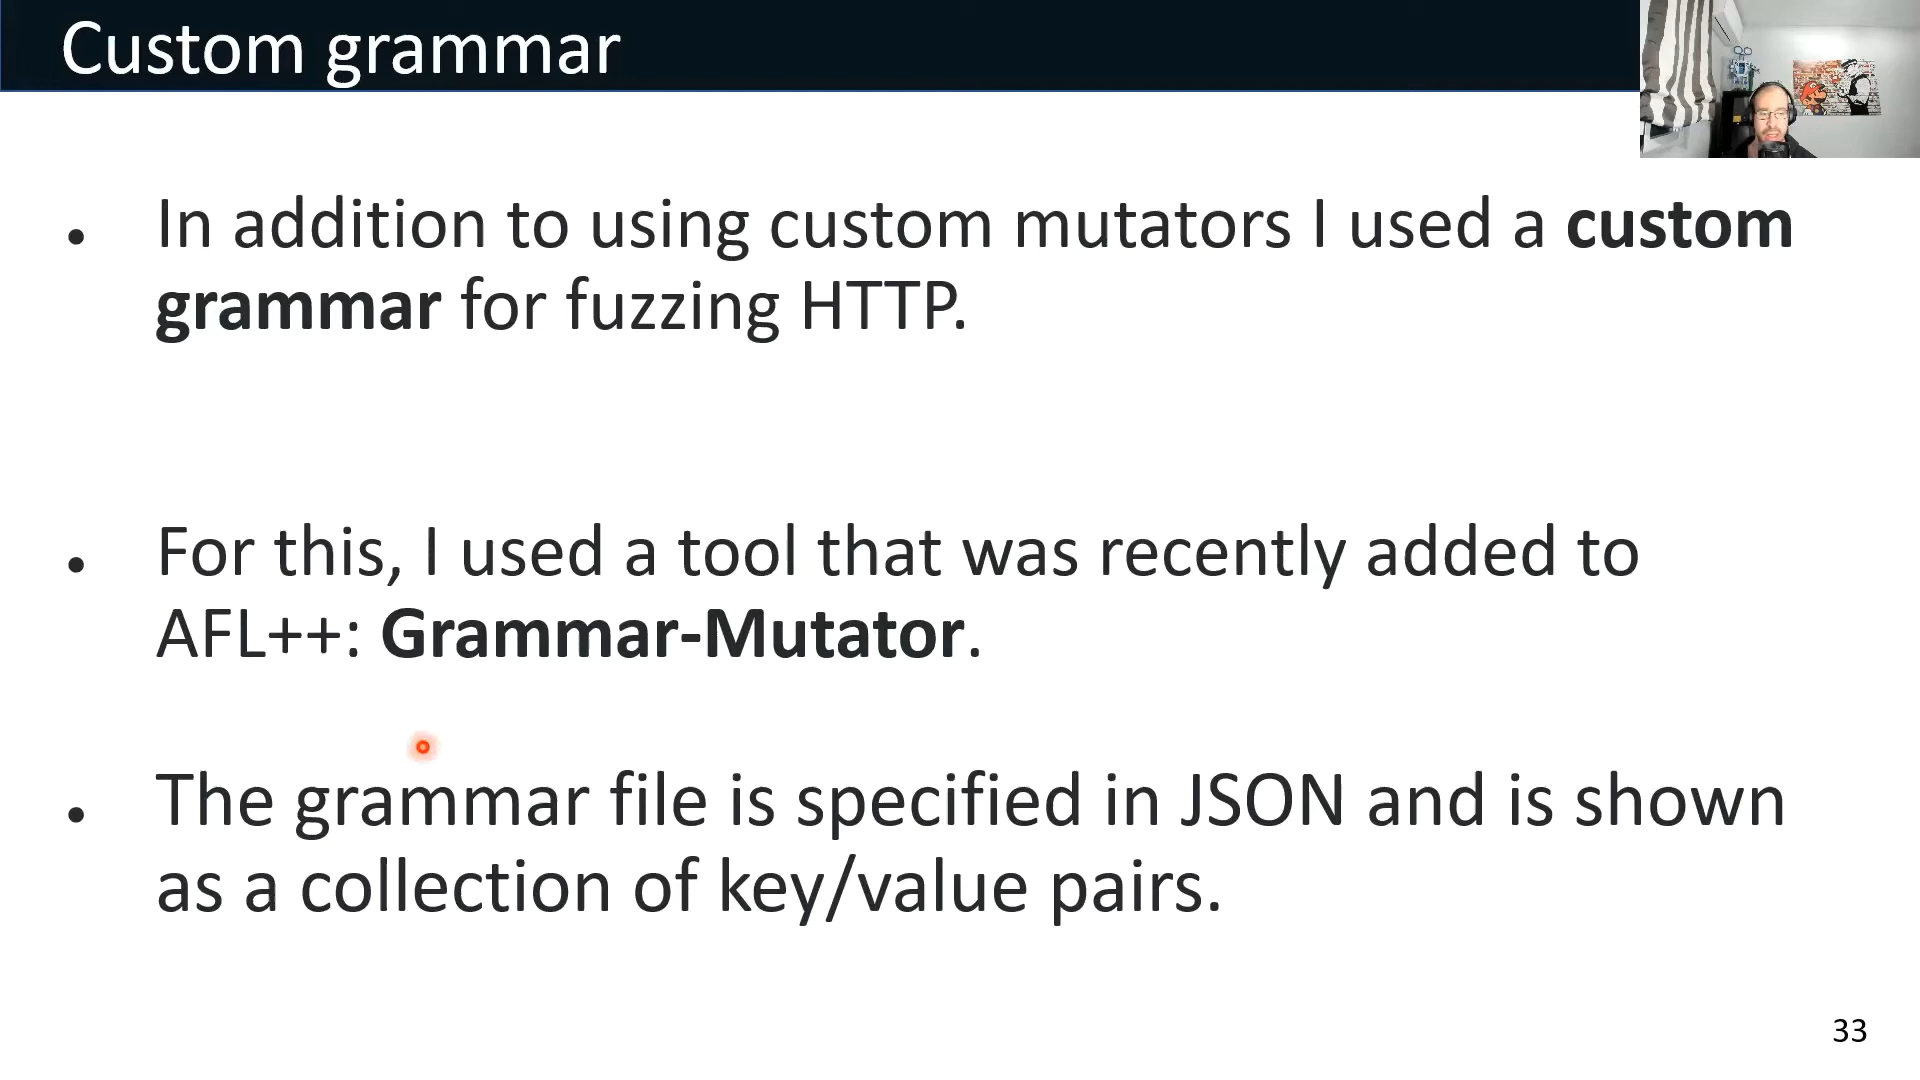 Custom grammar
• In addition to using custom mutators I used a custom
grammar for fuzzing HTTP.
• For this, I used a tool that was recently added to
AFL++: Grammar-Mutator.
• The grammar file is specified in JSON and is shown
as a collection of key/value pairs.
33